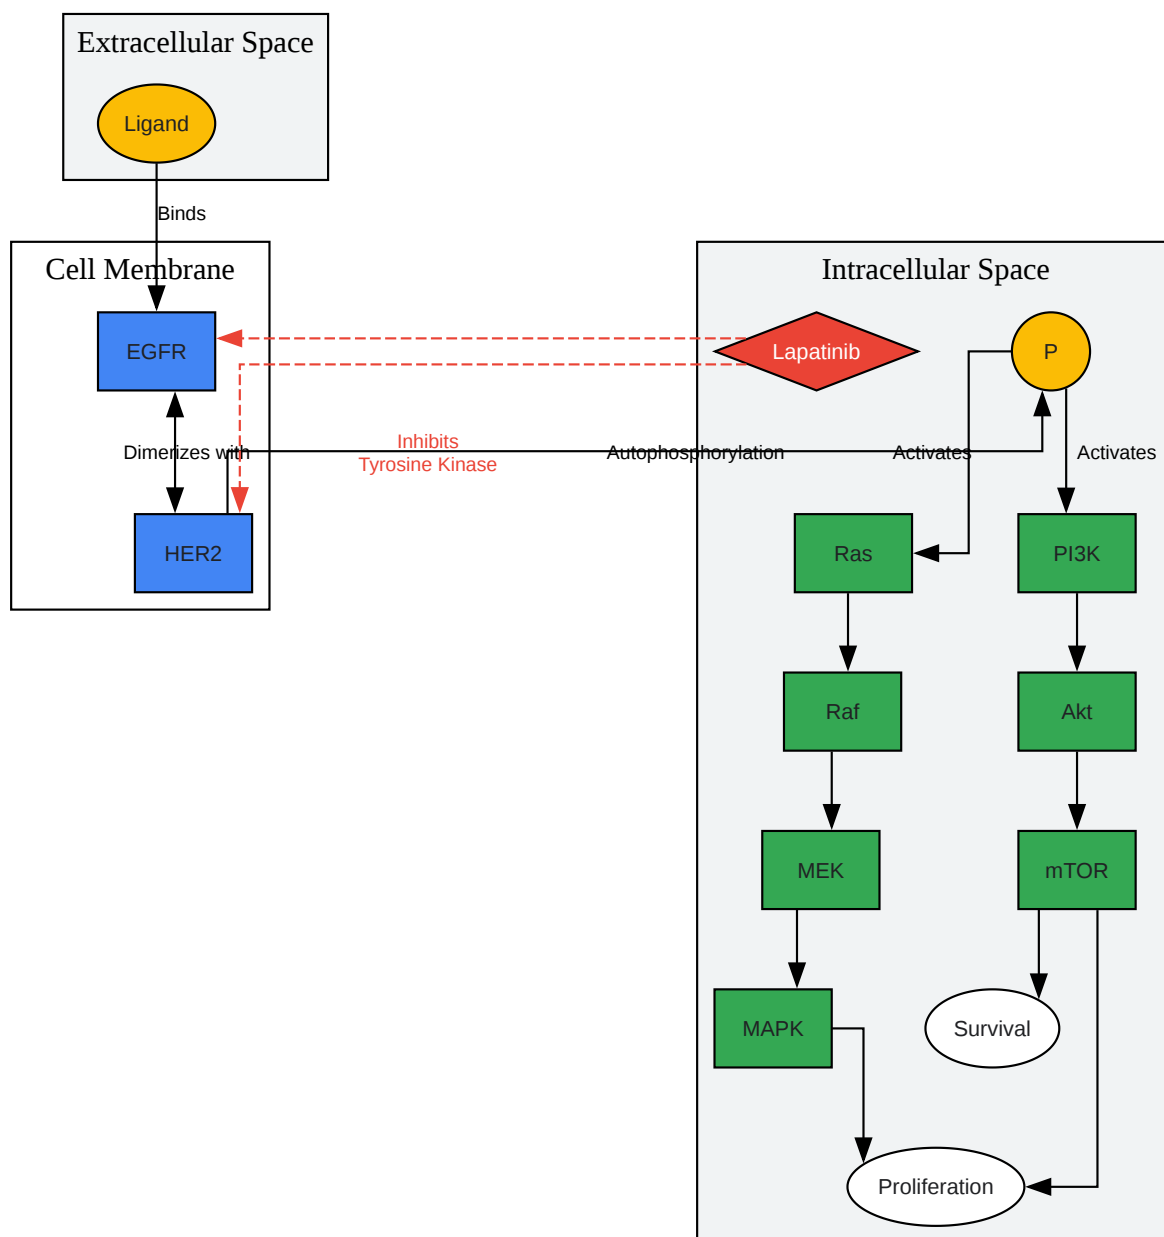 Extracellular Space
Ligand
Binds
Cell Membrane
Intracellular Space
EGFR
Lapatinib
P
Dimerizes with
Inhibits
Tyrosine Kinase
Autophosphorylation
Activates
Activates
HER2
Ras
PI3K
Raf
Akt
MEK
mTOR
MAPK
Survival
Proliferation